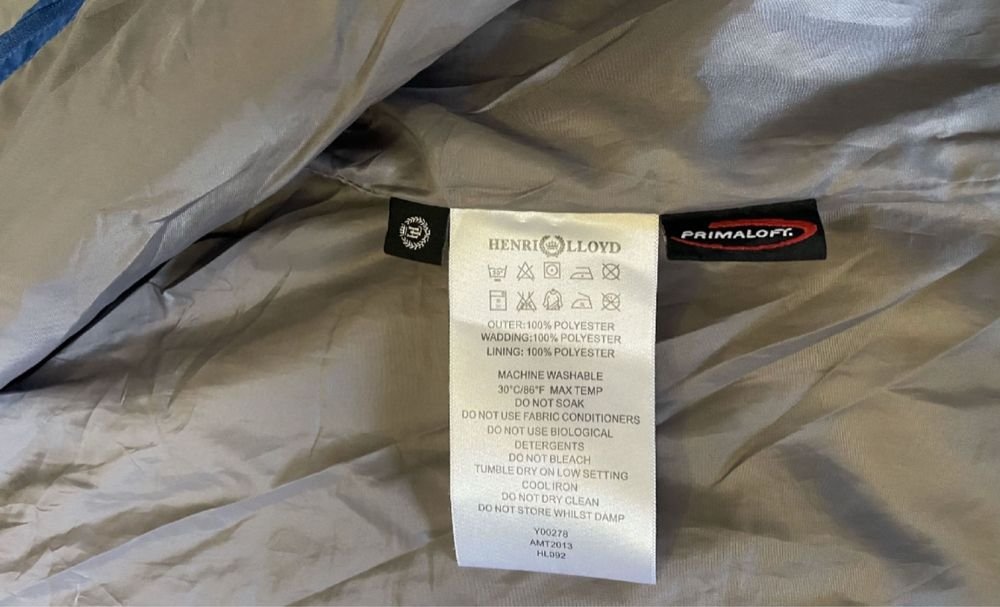 HENRI LLOYD
30°
OUTER:100% POLYESTER
WADDING:100% POLYESTER
LINING: 100% POLYESTER
MACHINE WASHABLE
30°C/86°F MAX TEMP
DO NOT SOAK
DO NOT USE FABRIC CONDITIONERS
DO NOT USE BIOLOGICAL
DETERGENTS
DO NOT BLEACH
TUMBLE DRY ON LOW SETTING
COOL IRON
DO NOT DRY CLEAN
DO NOT STORE WHILST DAMP
Y00278
AMT2013
HL092
PRIMALOFT.